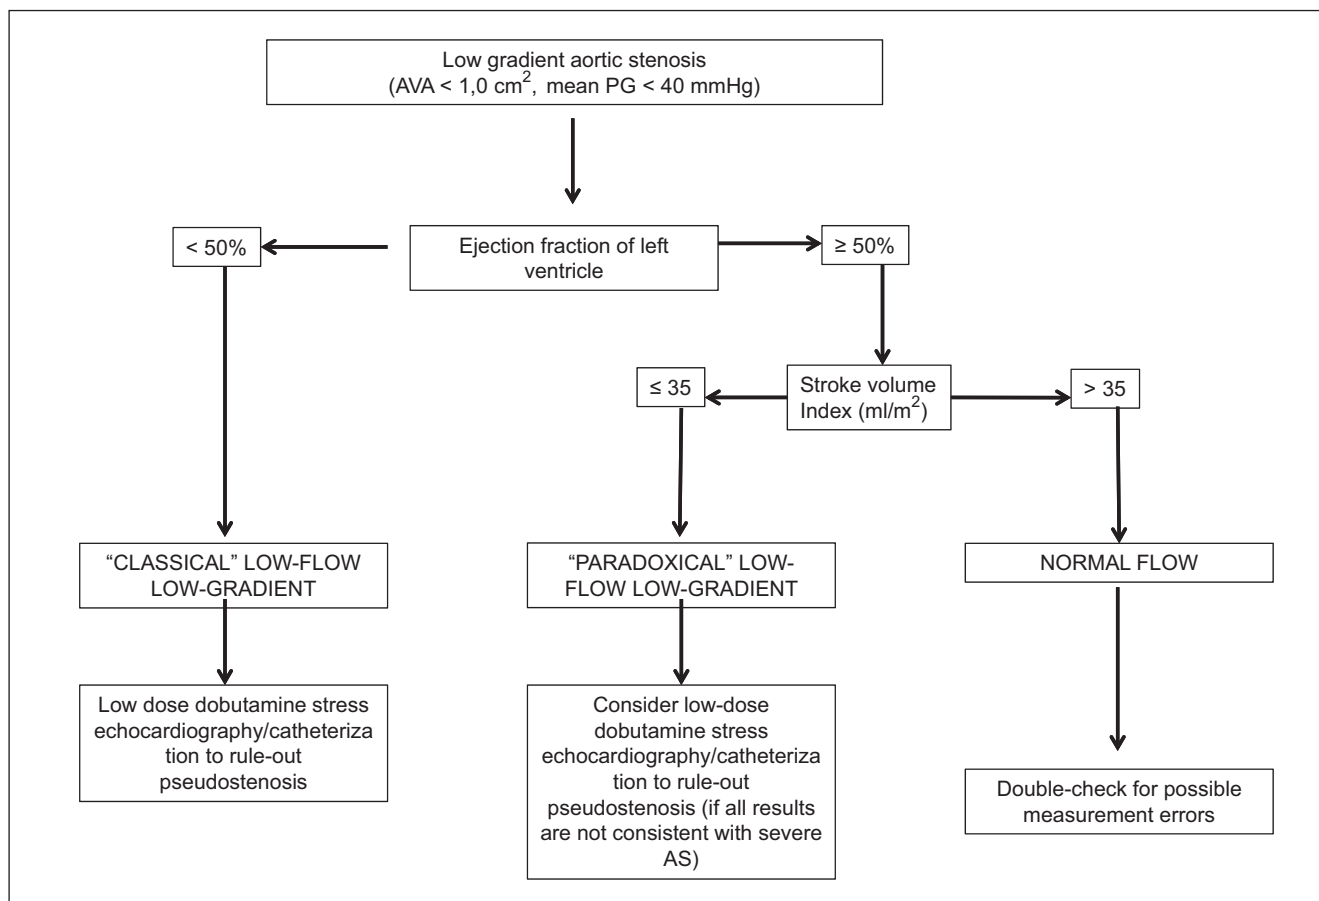 Low gradient aortic stenosis
(AVA < 1,0 cm², mean PG < 40 mmHg)
< 50%
Ejection fraction of left
ventricle
≥ 50%
≤ 35
Stroke volume
Index (ml/m²)
> 35
“CLASSICAL” LOW-FLOW
LOW-GRADIENT
“PARADOXICAL” LOW-
FLOW LOW-GRADIENT
NORMAL FLOW
Low dose dobutamine stress
echocardiography/catheteriza
tion to rule-out
pseudostenosis
Consider low-dose
dobutamine stress
echocardiography/catheteriza
tion to rule-out
pseudostenosis (if all results
are not consistent with severe
AS)
Double-check for possible
measurement errors